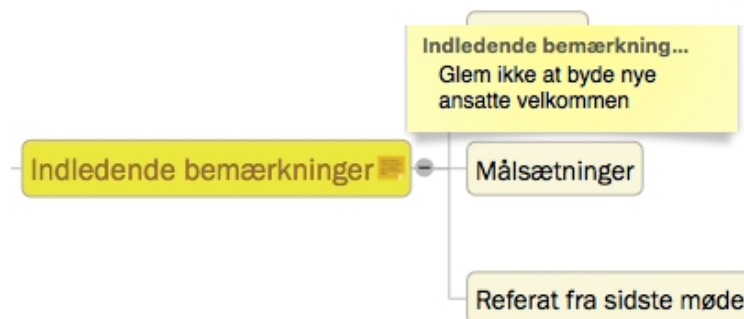 Indledende bemærkning...
Glem ikke at byde nye
ansatte velkommen
Indledende bemærkninger
Målsætninger
Referat fra sidste møde